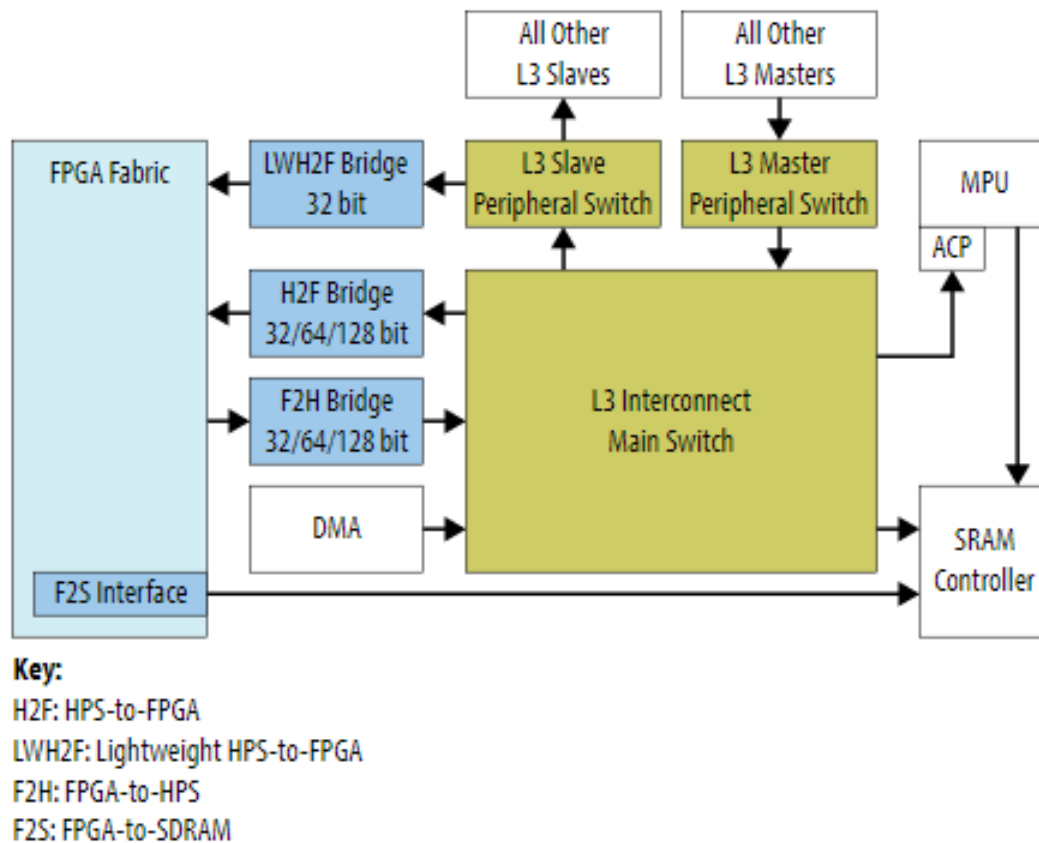 All Other
L3 Slaves
All Other
L3 Masters
FPGA Fabric
LWH2F Bridge
32 bit
L3 Slave
Peripheral Switch
L3 Master
Peripheral Switch
MPU
ACP
H2F Bridge
32/64/128 bit
F2H Bridge
32/64/128 bit
L3 Interconnect
Main Switch
DMA
SRAM
Controller
F2S Interface
Key:
H2F: HPS-to-FPGA
LWH2F: Lightweight HPS-to-FPGA
F2H: FPGA-to-HPS
F2S: FPGA-to-SDRAM